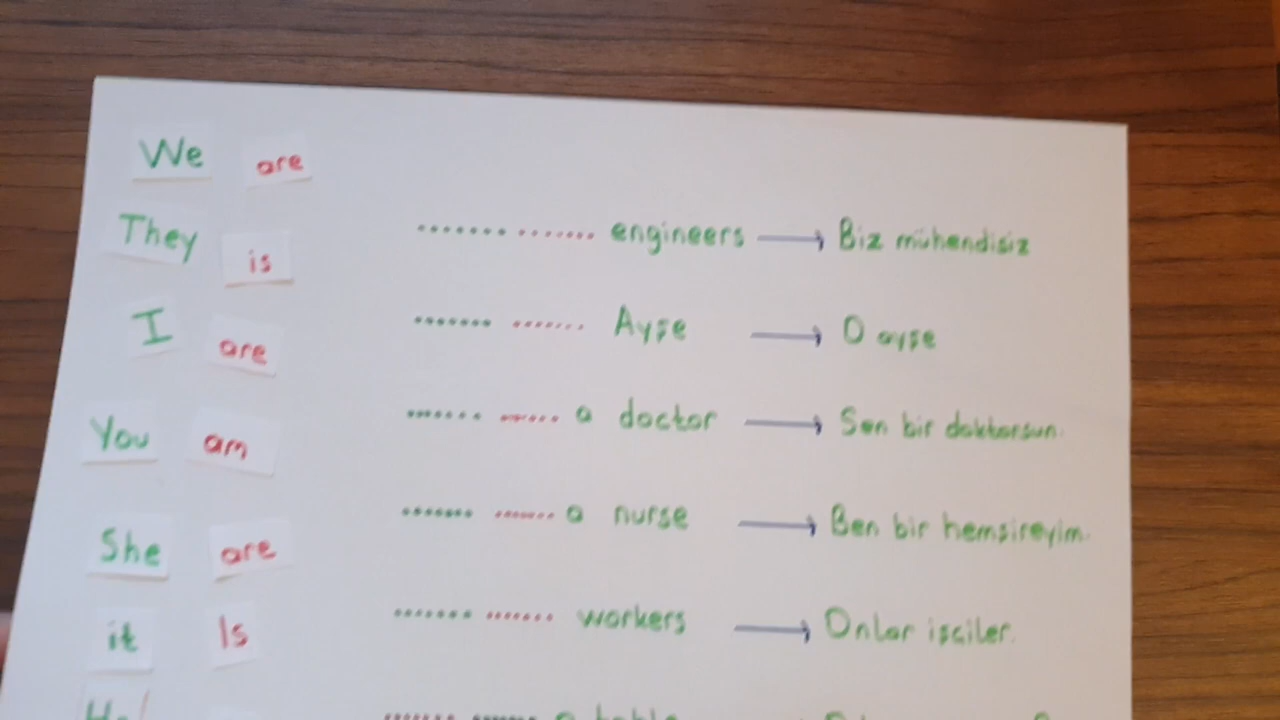 We are
They is
....... ....... engineers → Biz mühendisiz
I are
....... ....... Ayşe → O ayşe
You am
....... ....... a doctor → Sen bir doktorsun.
She are
....... ....... a nurse → Ben bir hemşireyim.
it Is
....... ....... workers → Onlar işçiler.
a table